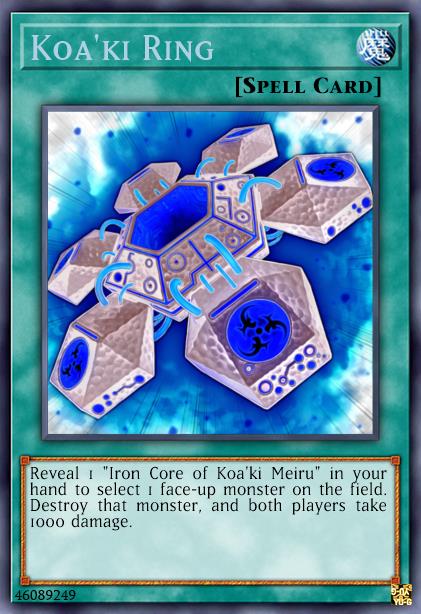 Koa'ki Ring
魔
[Spell Card]
Reveal 1 "Iron Core of Koa'ki Meiru" in your
hand to select 1 face-up monster on the field.
Destroy that monster, and both players take
1000 damage.
46089249